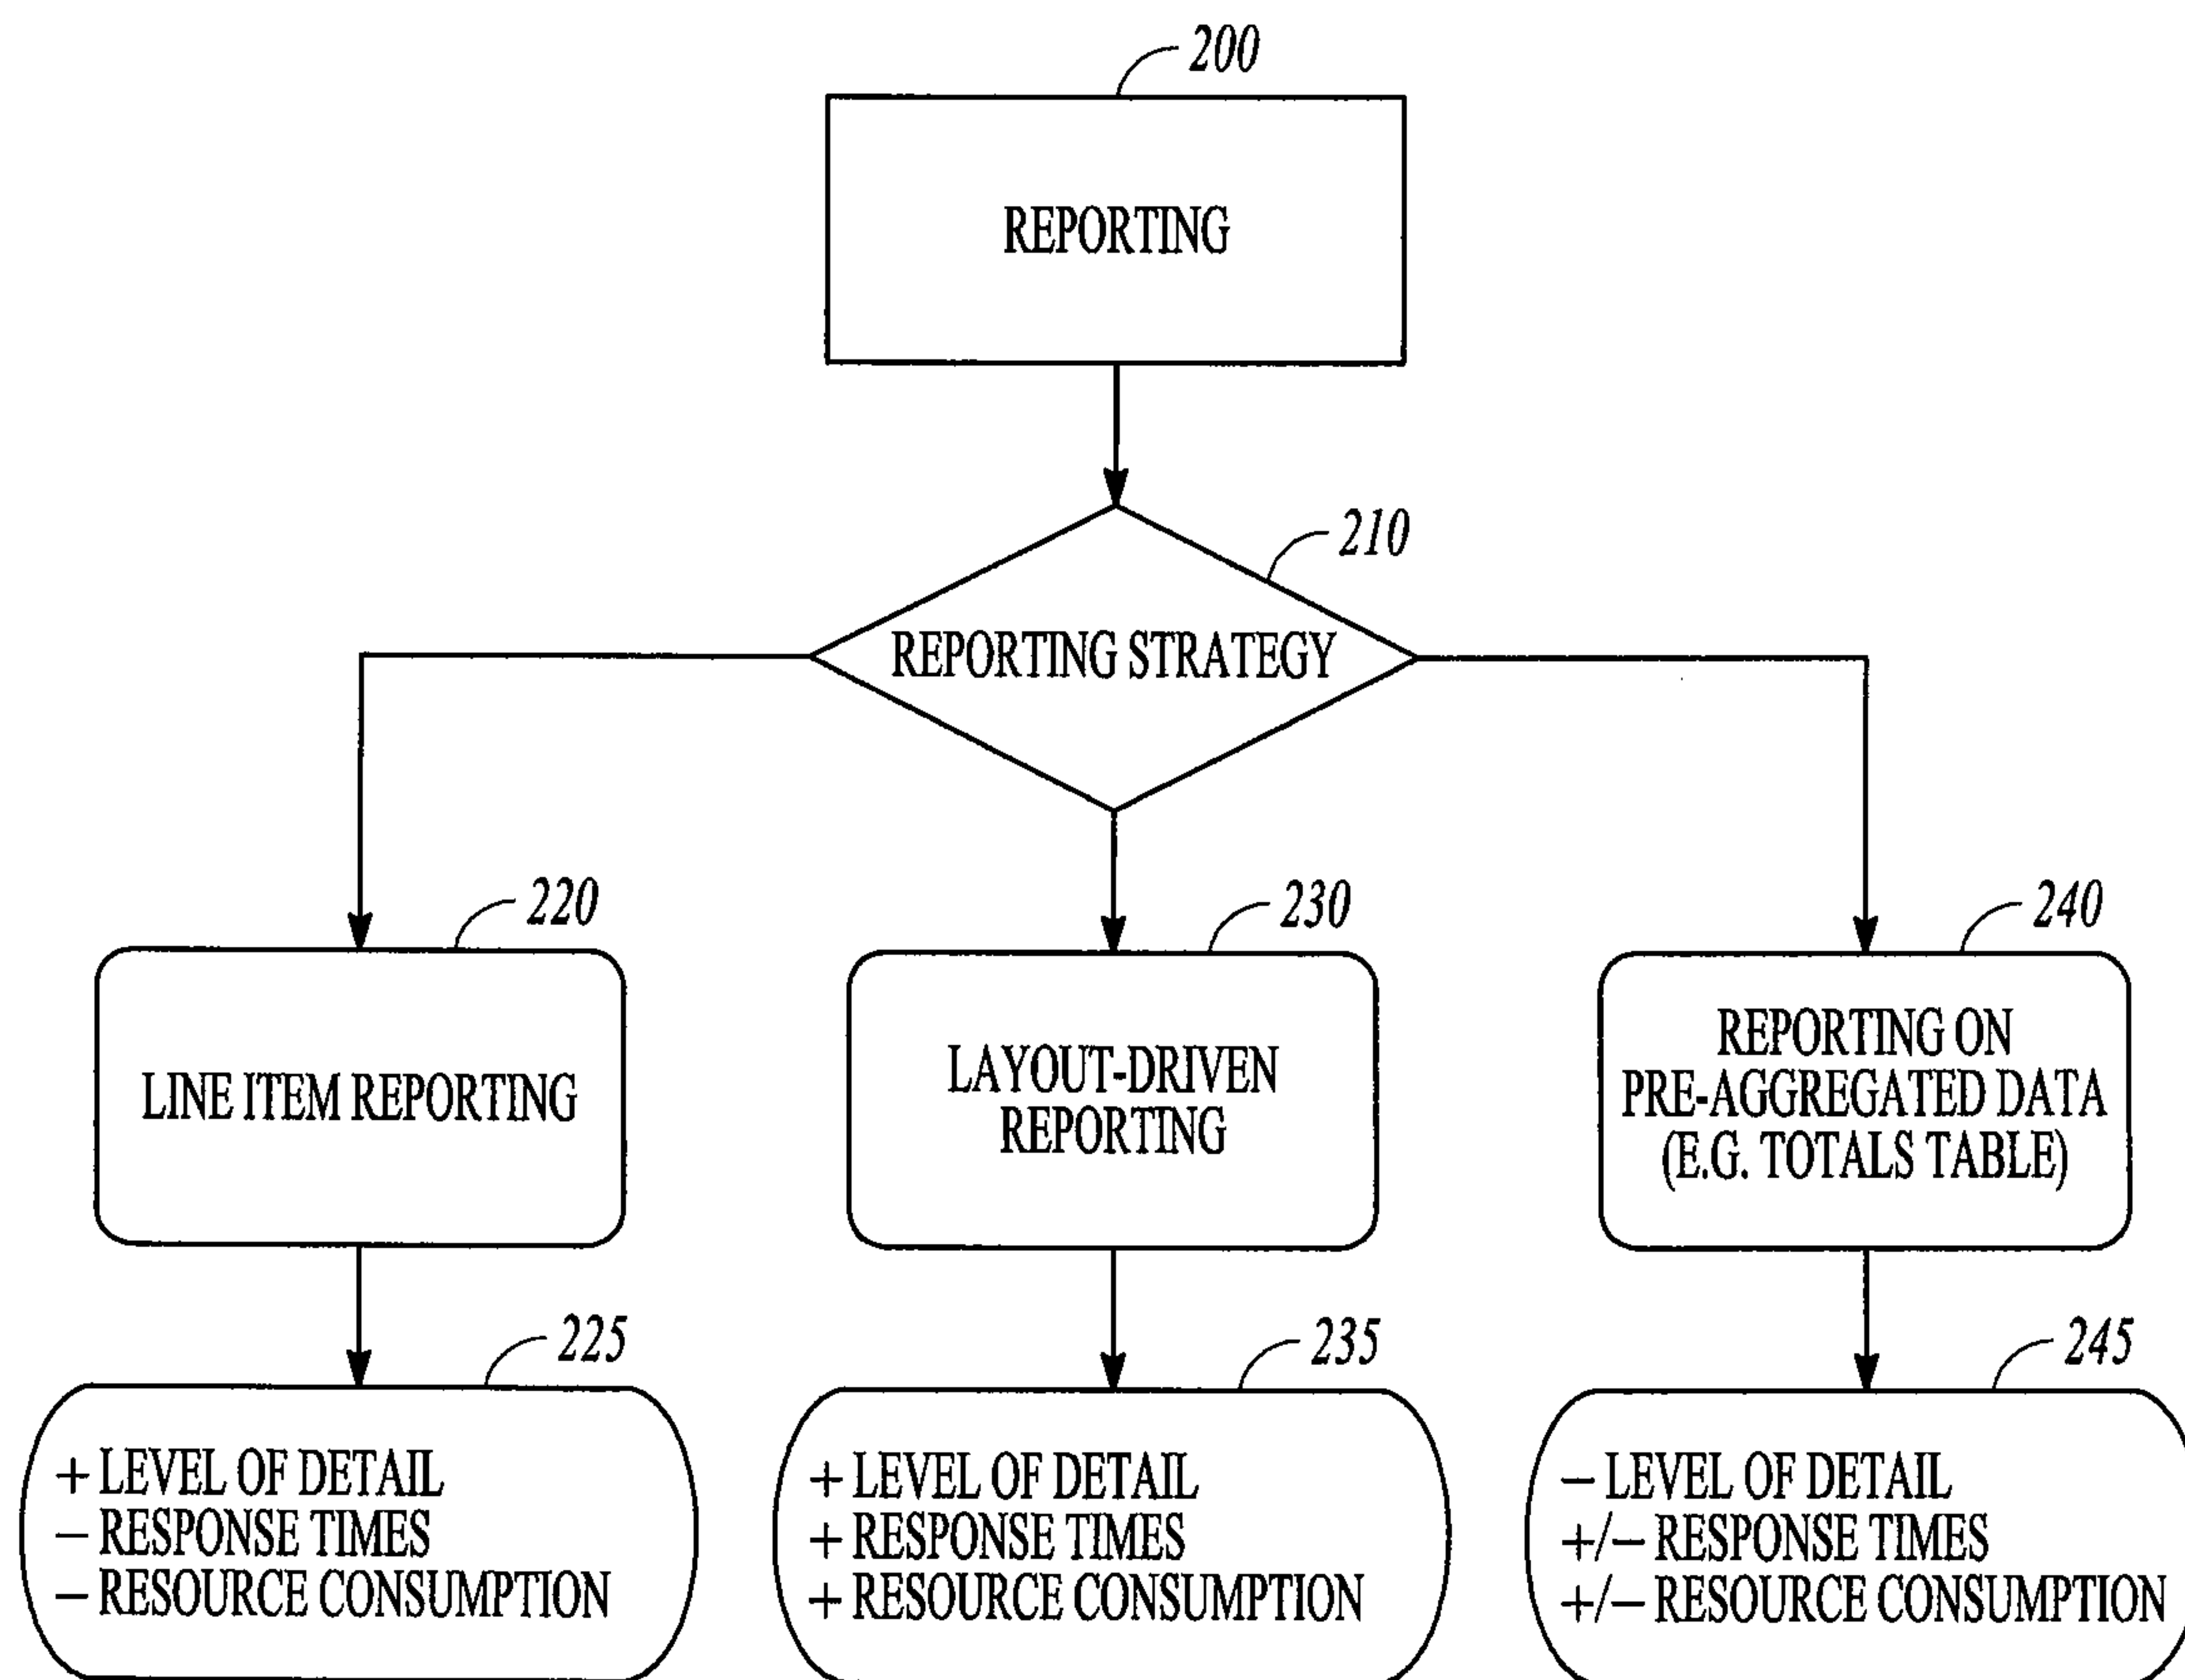 200
REPORTING
210
REPORTING STRATEGY
220
LINE ITEM REPORTING
230
LAYOUT-DRIVEN
REPORTING
240
REPORTING ON
PRE-AGGREGATED DATA
(E.G. TOTALS TABLE)
225
+ LEVEL OF DETAIL
− RESPONSE TIMES
− RESOURCE CONSUMPTION
235
+ LEVEL OF DETAIL
+ RESPONSE TIMES
+ RESOURCE CONSUMPTION
245
− LEVEL OF DETAIL
+/− RESPONSE TIMES
+/− RESOURCE CONSUMPTION